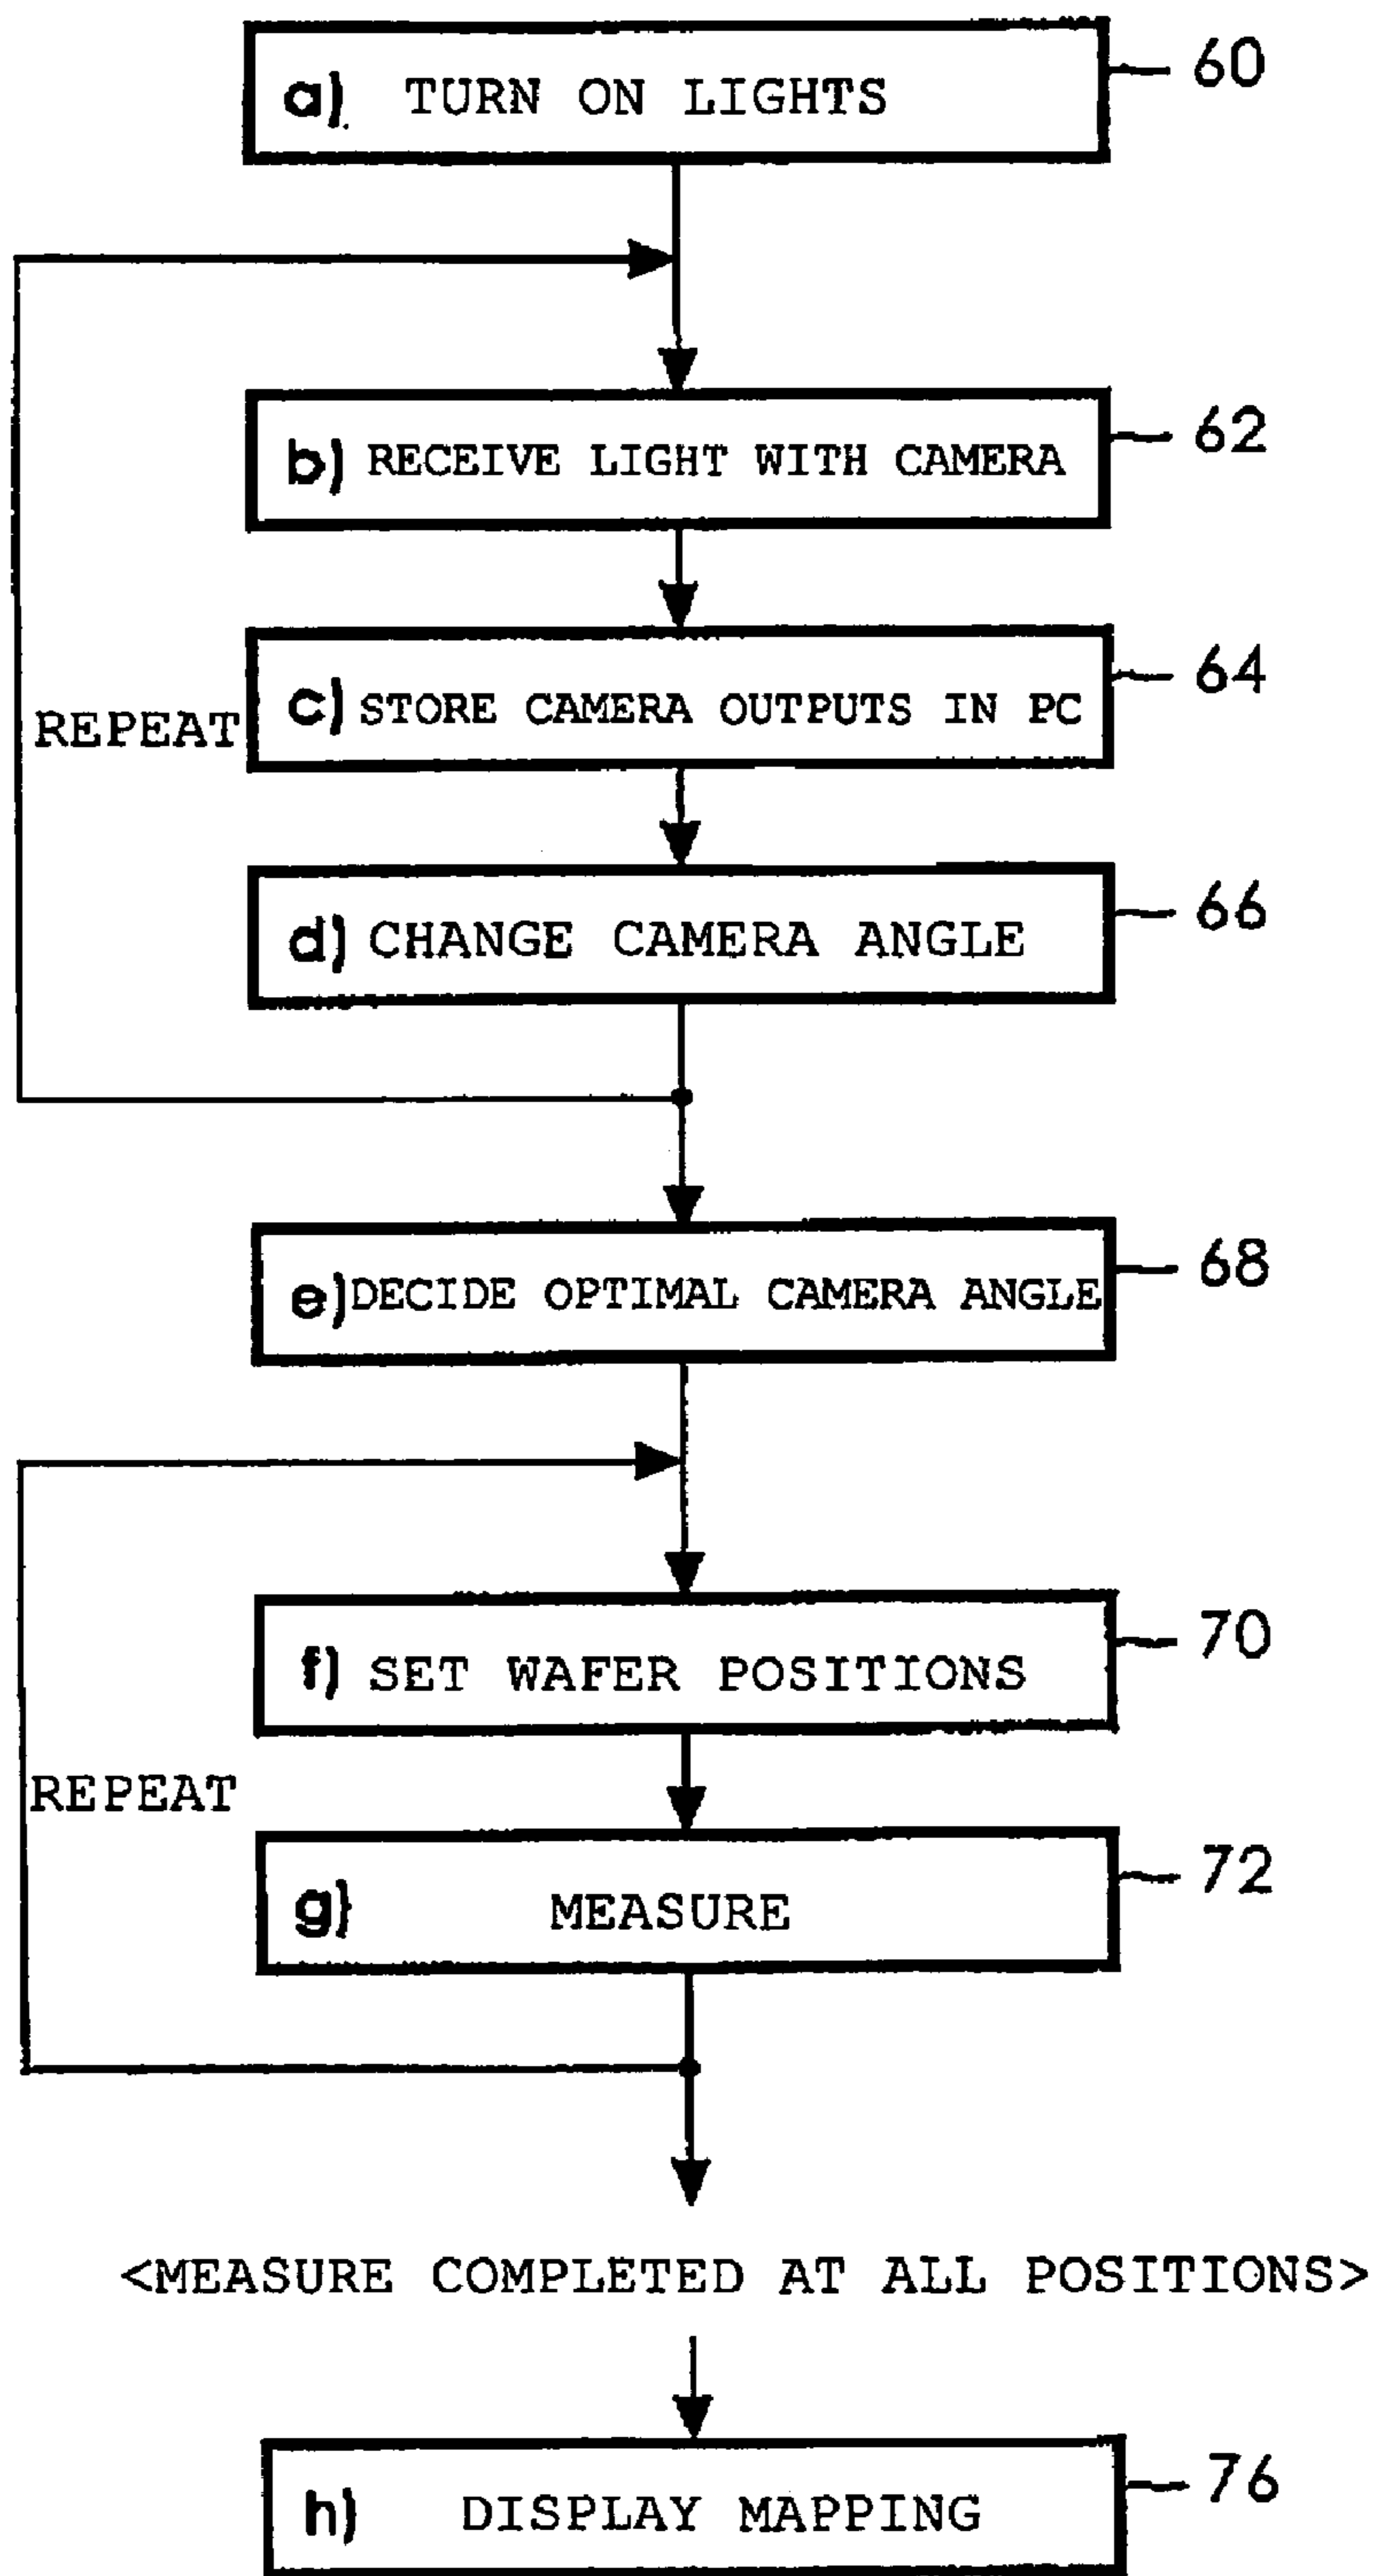 a) TURN ON LIGHTS 60
b) RECEIVE LIGHT WITH CAMERA 62
c) STORE CAMERA OUTPUTS IN PC 64
REPEAT
d) CHANGE CAMERA ANGLE 66
e) DECIDE OPTIMAL CAMERA ANGLE 68
f) SET WAFER POSITIONS 70
REPEAT
g) MEASURE 72
<MEASURE COMPLETED AT ALL POSITIONS>
h) DISPLAY MAPPING 76